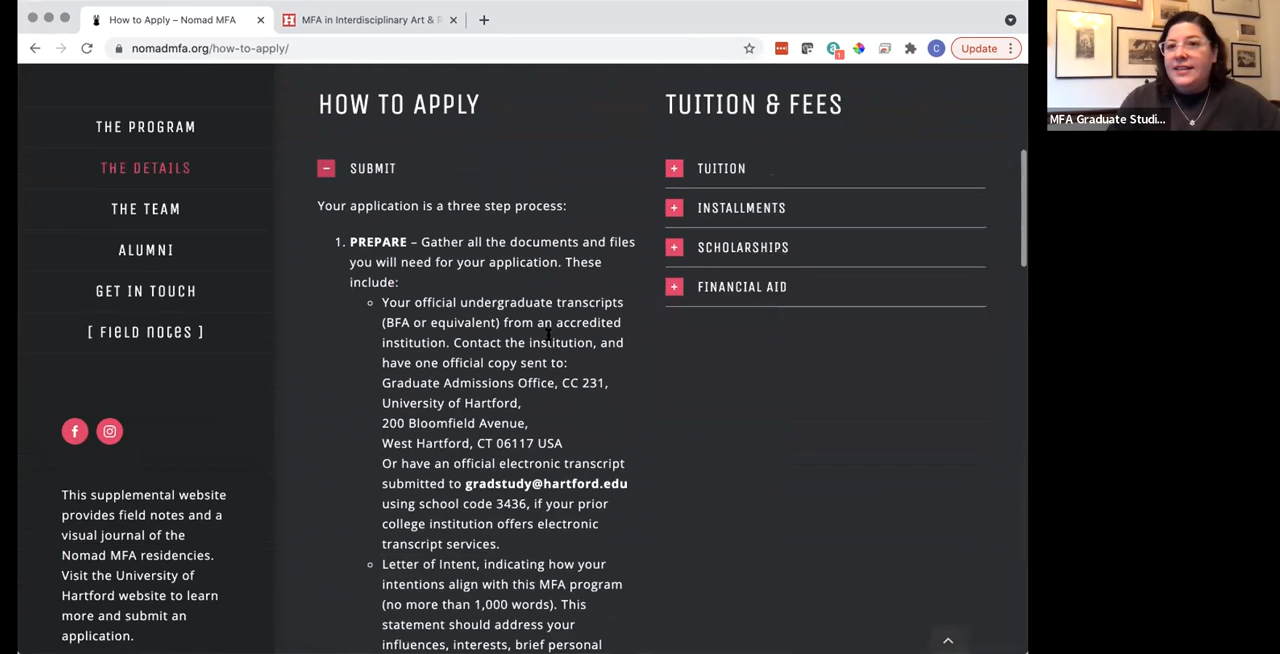 How to Apply – Nomad MFA
MFA in Interdisciplinary Art & R
nomadmfa.org/how-to-apply/
1
C
Update
MFA Graduate Studi...
THE PROGRAM
THE DETAILS
THE TEAM
ALUMNI
GET IN TOUCH
[ FIELD NOTES ]
This supplemental website
provides field notes and a
visual journal of the
Nomad MFA residencies.
Visit the University of
Hartford website to learn
more and submit an
application.
HOW TO APPLY
SUBMIT
Your application is a three step process:
1. PREPARE – Gather all the documents and files
you will need for your application. These
include:
Your official undergraduate transcripts
(BFA or equivalent) from an accredited
institution. Contact the institution, and
have one official copy sent to:
Graduate Admissions Office, CC 231,
University of Hartford,
200 Bloomfield Avenue,
West Hartford, CT 06117 USA
Or have an official electronic transcript
submitted to gradstudy@hartford.edu
using school code 3436, if your prior
college institution offers electronic
transcript services.
Letter of Intent, indicating how your
intentions align with this MFA program
(no more than 1,000 words). This
statement should address your
influences, interests, brief personal
TUITION & FEES
TUITION
INSTALLMENTS
SCHOLARSHIPS
FINANCIAL AID